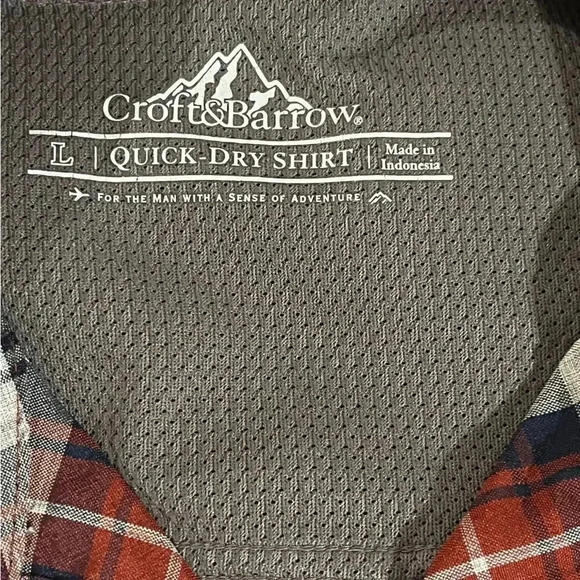 Croft&Barrow®
L | QUICK-DRY SHIRT | Made in Indonesia
FOR THE MAN WITH A SENSE OF ADVENTURE